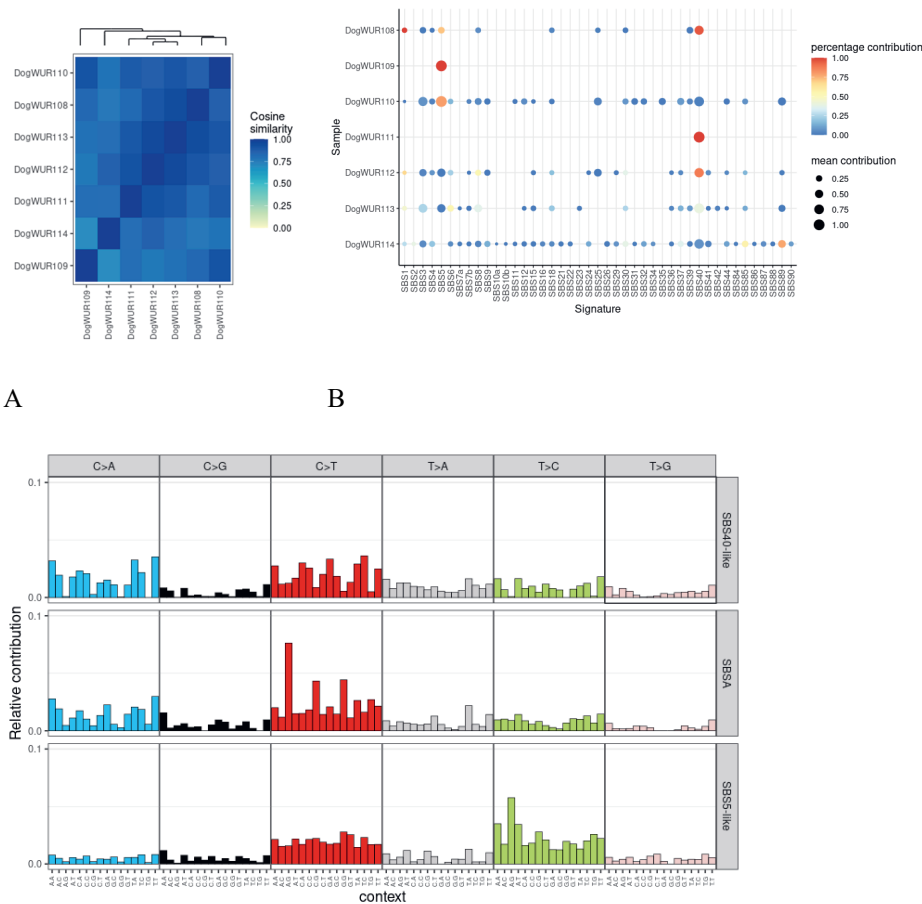 DogWUR110
DogWUR108
DogWUR113
DogWUR112
DogWUR111
DogWUR114
DogWUR109
DogWUR109
DogWUR114
DogWUR111
DogWUR112
DogWUR113
DogWUR108
DogWUR110
Cosine
similarity
1.00
0.75
0.50
0.25
0.00
Sample
DogWUR108
DogWUR109
DogWUR110
DogWUR111
DogWUR112
DogWUR113
DogWUR114
SBS1
SBS2
SBS3
SBS4
SBS5
SBS6
SBS7a
SBS7b
SBS8
SBS9
SBS10a
SBS10b
SBS11
SBS12
SBS15
SBS16
SBS18
SBS21
SBS22
SBS23
SBS24
SBS25
SBS26
SBS29
SBS30
SBS31
SBS32
SBS34
SBS35
SBS36
SBS37
SBS39
SBS40
SBS41
SBS42
SBS44
SBS84
SBS85
SBS86
SBS87
SBS88
SBS89
SBS90
Signature
percentage contribution
1.00
0.75
0.50
0.25
0.00
mean contribution
0.25
0.50
0.75
1.00
A
B
C>A
C>G
C>T
T>A
T>C
T>G
0.1
0.0
SBS40-like
Relative contribution
0.1
0.0
SBSA
0.1
0.0
SBS5-like
context